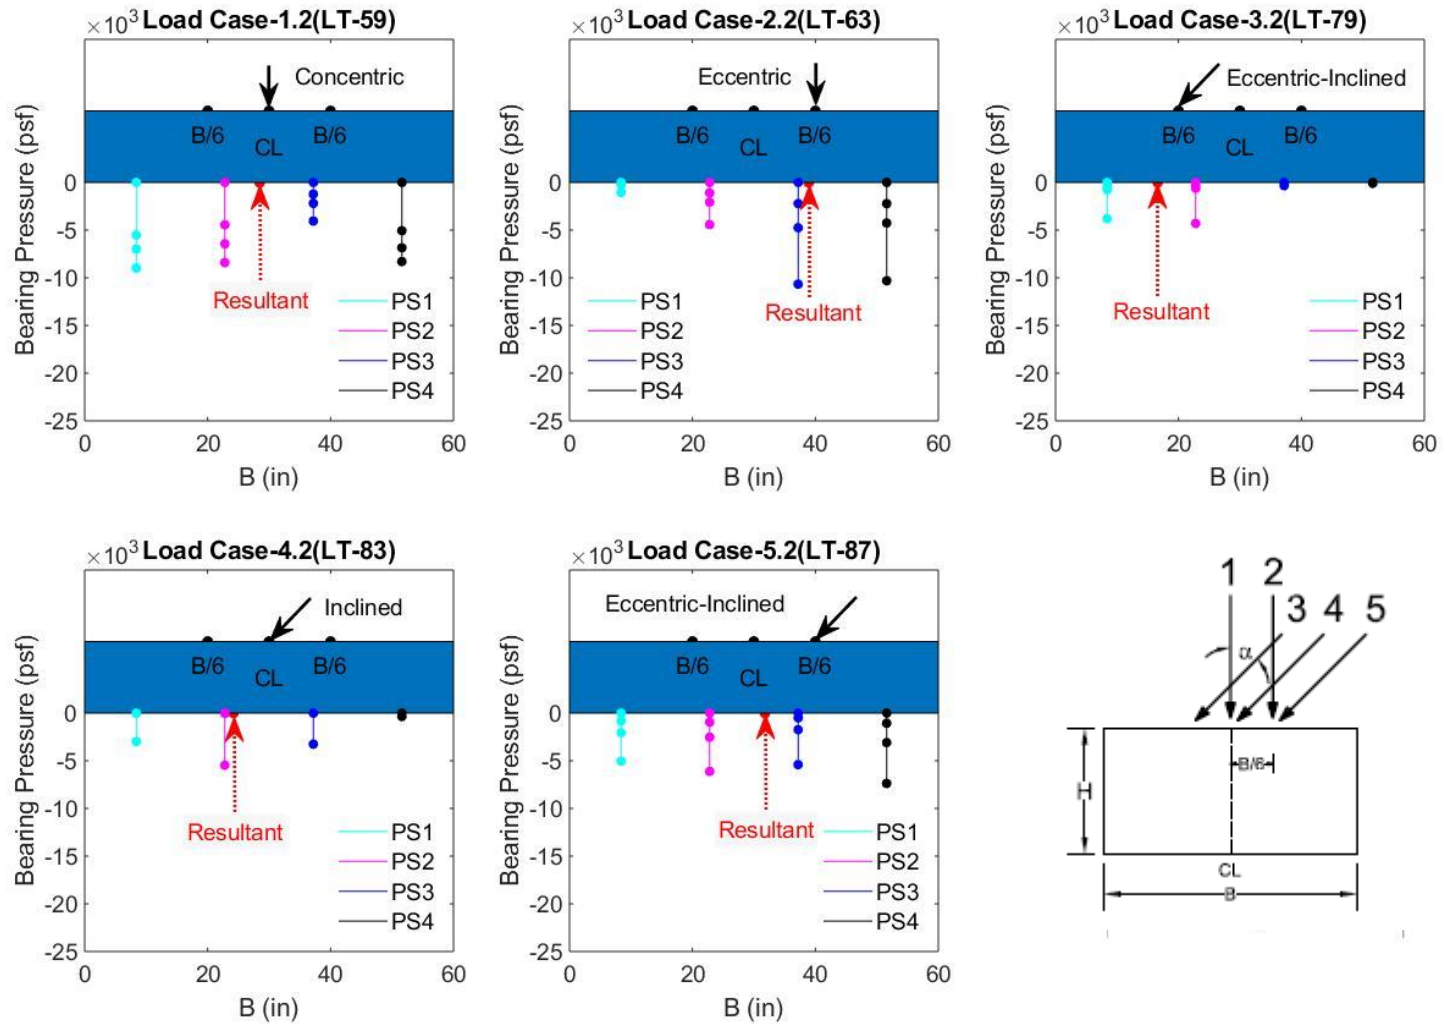 ×10³ Load Case-1.2(LT-59)
Concentric
B/6 CL B/6
Bearing Pressure (psf)
0
-5
-10
-15
-20
-25
Resultant
PS1
PS2
PS3
PS4
0 20 40 60
B (in)
×10³ Load Case-2.2(LT-63)
Eccentric
B/6 CL B/6
Bearing Pressure (psf)
0
-5
-10
-15
-20
-25
Resultant
PS1
PS2
PS3
PS4
0 20 40 60
B (in)
×10³ Load Case-3.2(LT-79)
Eccentric-Inclined
B/6 CL B/6
Bearing Pressure (psf)
0
-5
-10
-15
-20
-25
Resultant
PS1
PS2
PS3
PS4
0 20 40 60
B (in)
×10³ Load Case-4.2(LT-83)
Inclined
B/6 CL B/6
Bearing Pressure (psf)
0
-5
-10
-15
-20
-25
Resultant
PS1
PS2
PS3
PS4
0 20 40 60
B (in)
×10³ Load Case-5.2(LT-87)
Eccentric-Inclined
B/6 CL B/6
Bearing Pressure (psf)
0
-5
-10
-15
-20
-25
Resultant
PS1
PS2
PS3
PS4
0 20 40 60
B (in)
1 2 3 4 5
α
B/6
H
CL
B